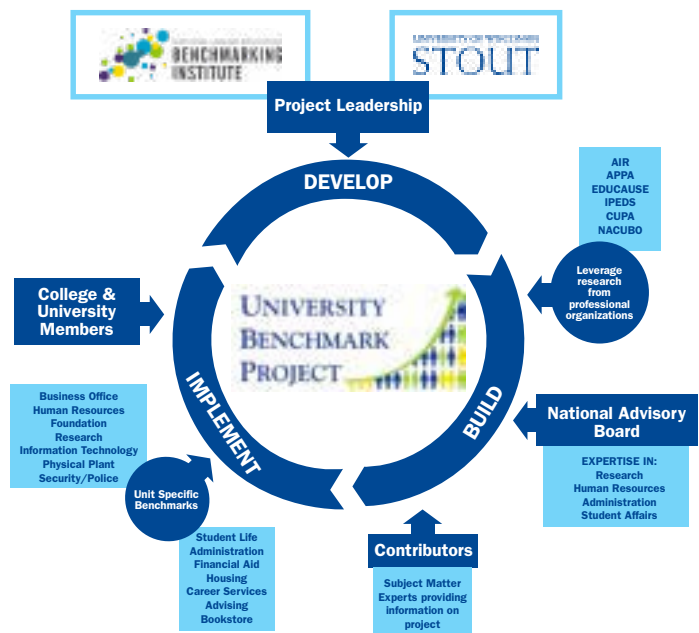 BENCHMARKING
INSTITUTE
UNIVERSITY OF WISCONSIN
STOUT
Project Leadership
DEVELOP
AIR
APPA
EDUCAUSE
IPEDS
CUPA
NACUBO
Leverage
research
from
professional
organizations
College &
University
Members
UNIVERSITY
BENCHMARK
PROJECT
IMPLEMENT
BUILD
National Advisory
Board
EXPERTISE IN:
Research
Human Resources
Administration
Student Affairs
Business Office
Human Resources
Foundation
Research
Information Technology
Physical Plant
Security/Police
Unit Specific
Benchmarks
Student Life
Administration
Financial Aid
Housing
Career Services
Advising
Bookstore
Contributors
Subject Matter
Experts providing
information on
project